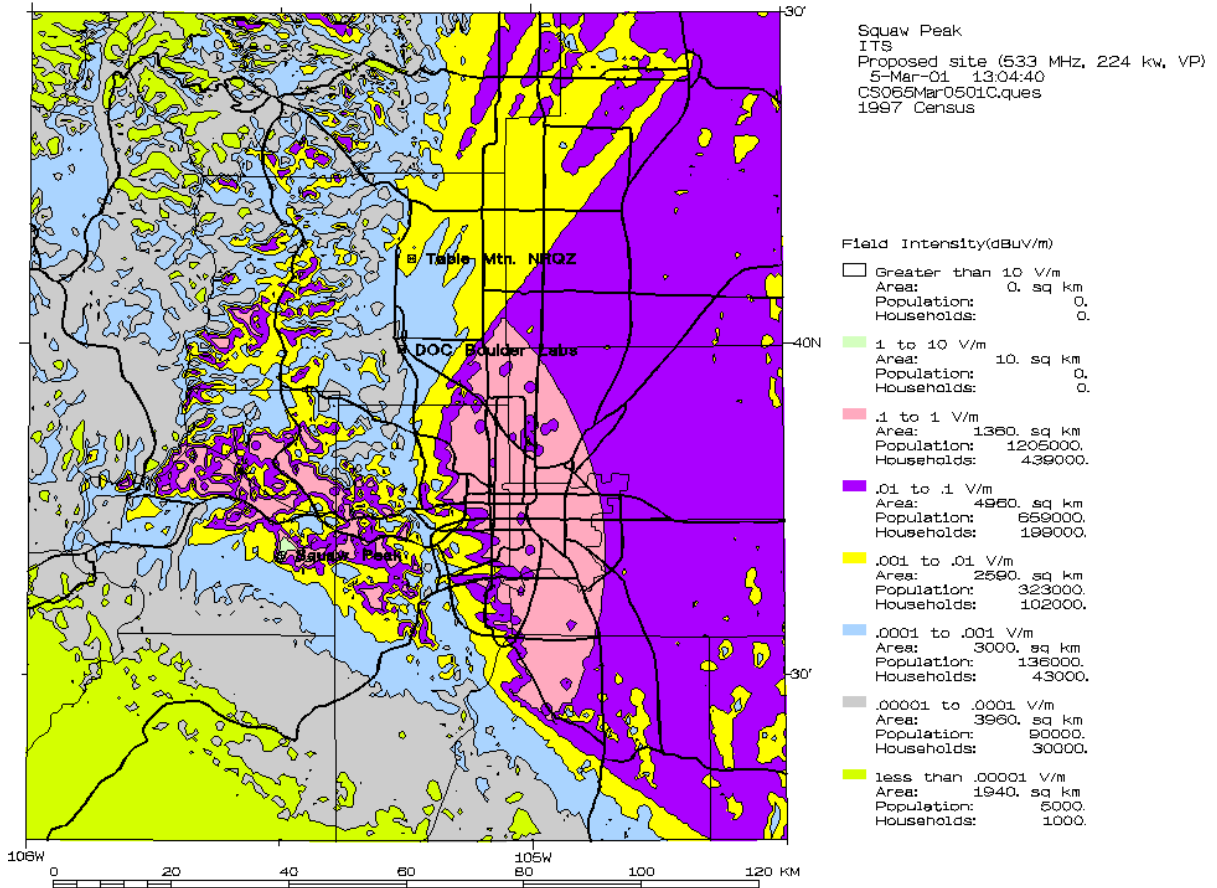 30'
Squaw Peak
ITS
Proposed site (533 MHz, 224 kw, VP)
5-Mar-01 13:04:40
CS065Mar0501C.ques
1997 Census
Table Mtn. NRQZ
40N
DOC Boulder Labs
Squaw Peak
30'
106W
105W
0 20 40 60 80 100 120 KM
Field Intensity(dBuV/m)
Greater than 10 V/m
Area: 0. sq km
Population: 0.
Households: 0.
1 to 10 V/m
Area: 10. sq km
Population: 0.
Households: 0.
.1 to 1 V/m
Area: 1360. sq km
Population: 1205000.
Households: 439000.
.01 to .1 V/m
Area: 4960. sq km
Population: 659000.
Households: 199000.
.001 to .01 V/m
Area: 2590. sq km
Population: 323000.
Households: 102000.
.0001 to .001 V/m
Area: 3000. sq km
Population: 136000.
Households: 43000.
.00001 to .0001 V/m
Area: 3960. sq km
Population: 90000.
Households: 30000.
less than .00001 V/m
Area: 1940. sq km
Population: 5000.
Households: 1000.